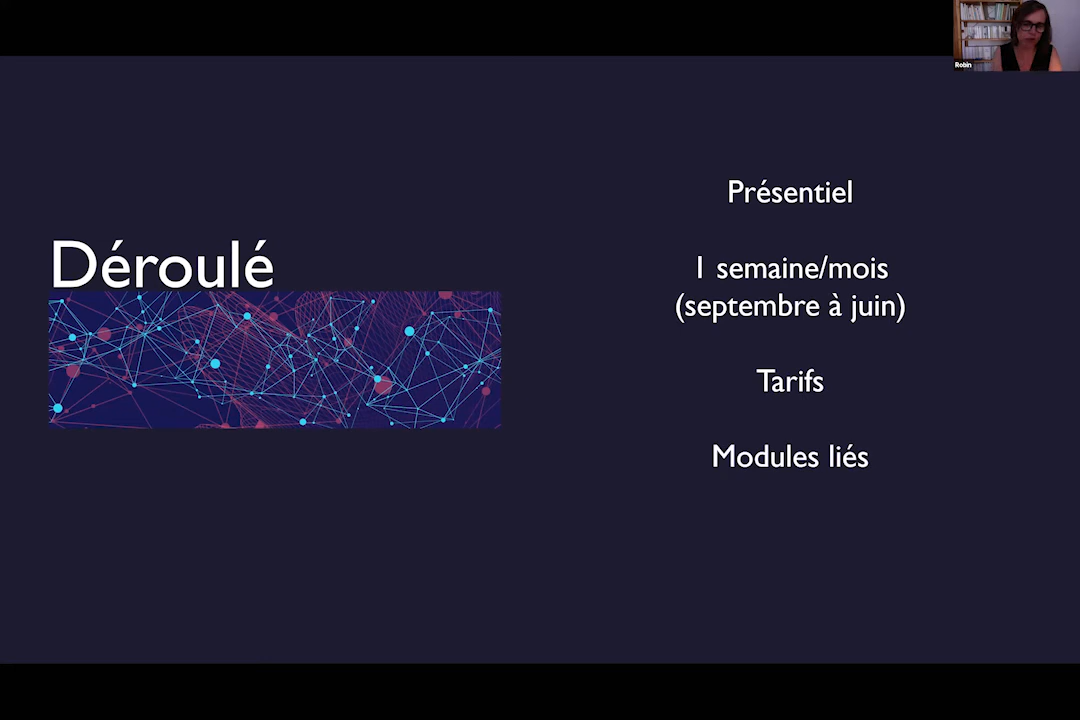 Robin
Déroulé
Présentiel
1 semaine/mois
(septembre à juin)
Tarifs
Modules liés